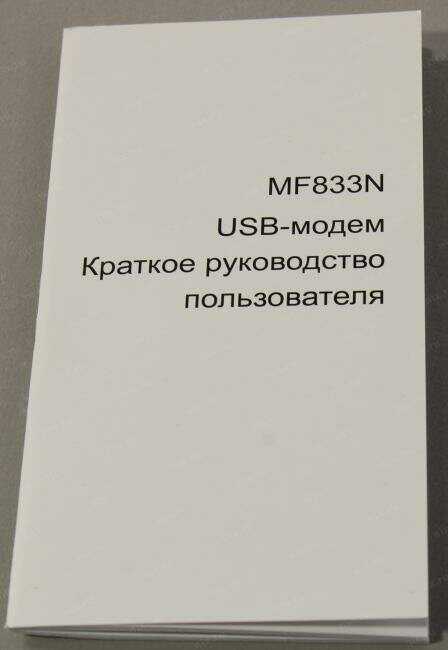 MF833N
USB-модем
Краткое руководство
пользователя